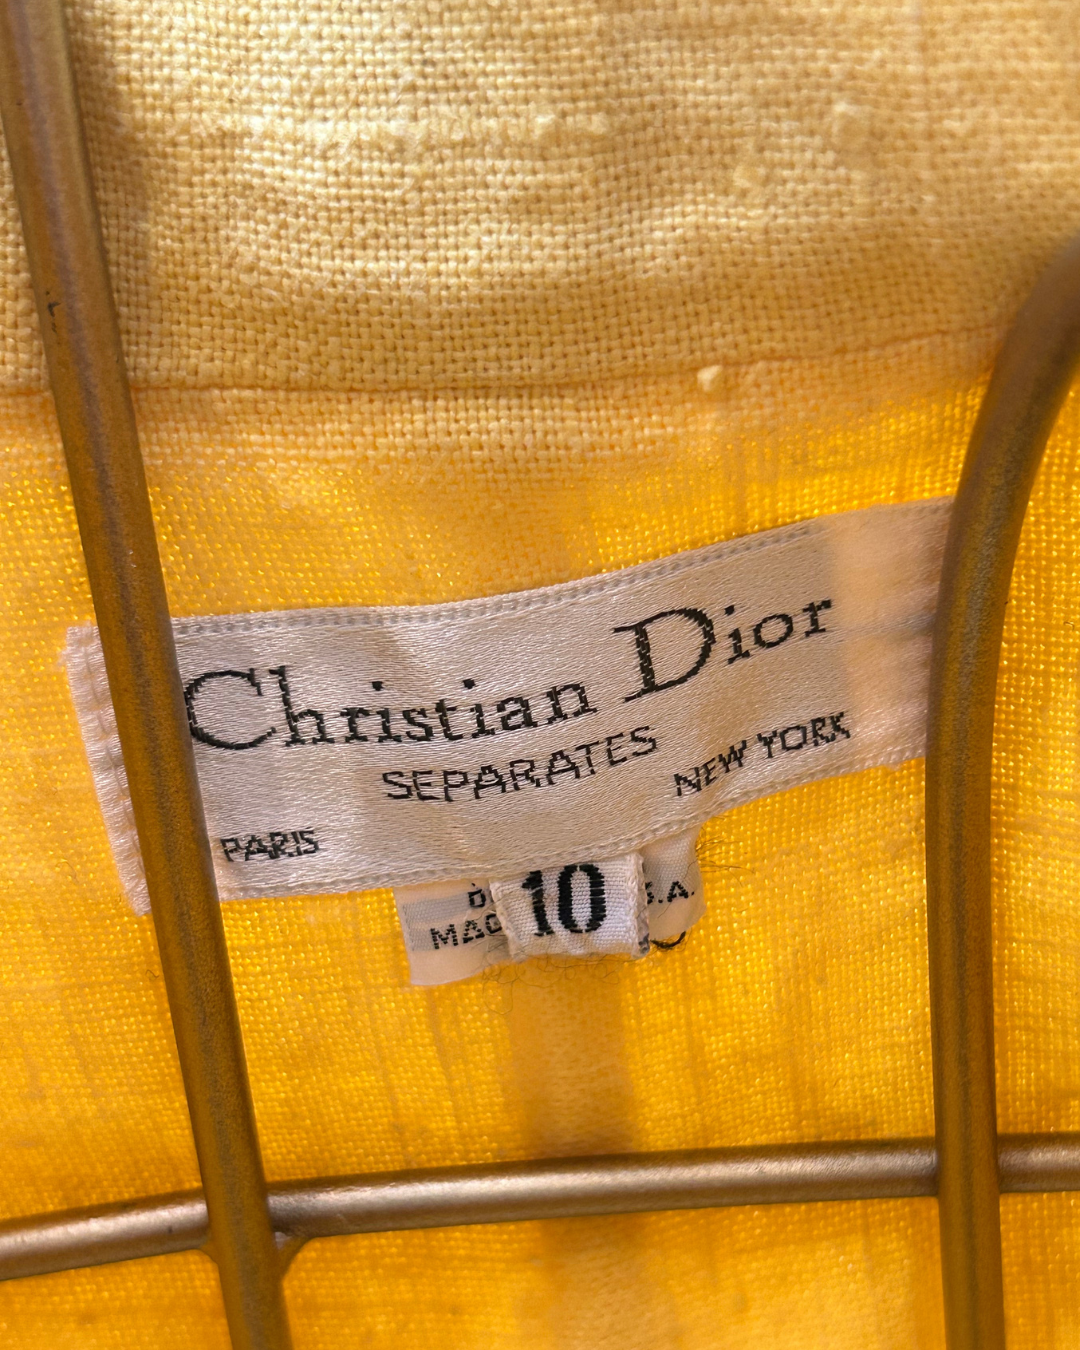 Christian Dior
SEPARATES
PARIS NEW YORK
10
S.A.